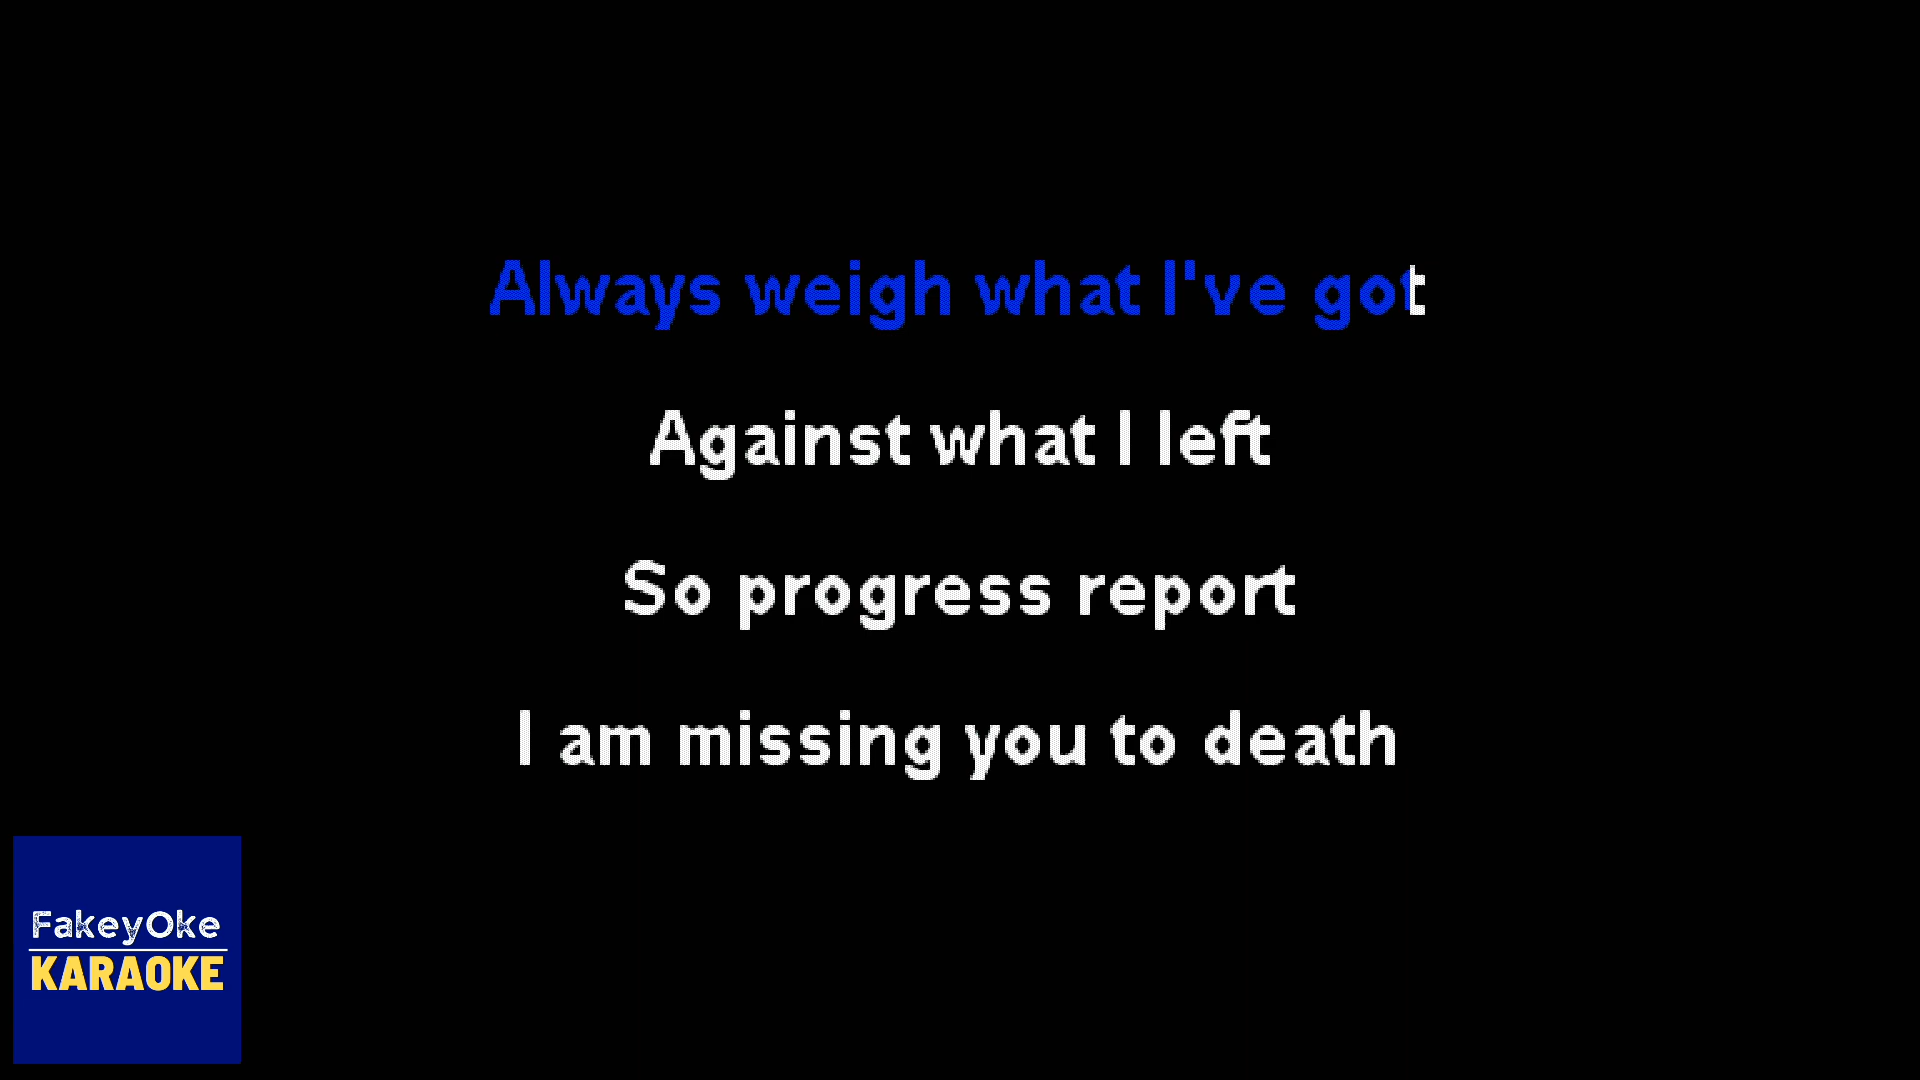 Always weigh what I've got
Against what I left
So progress report
I am missing you to death
FakeyOke
KARAOKE